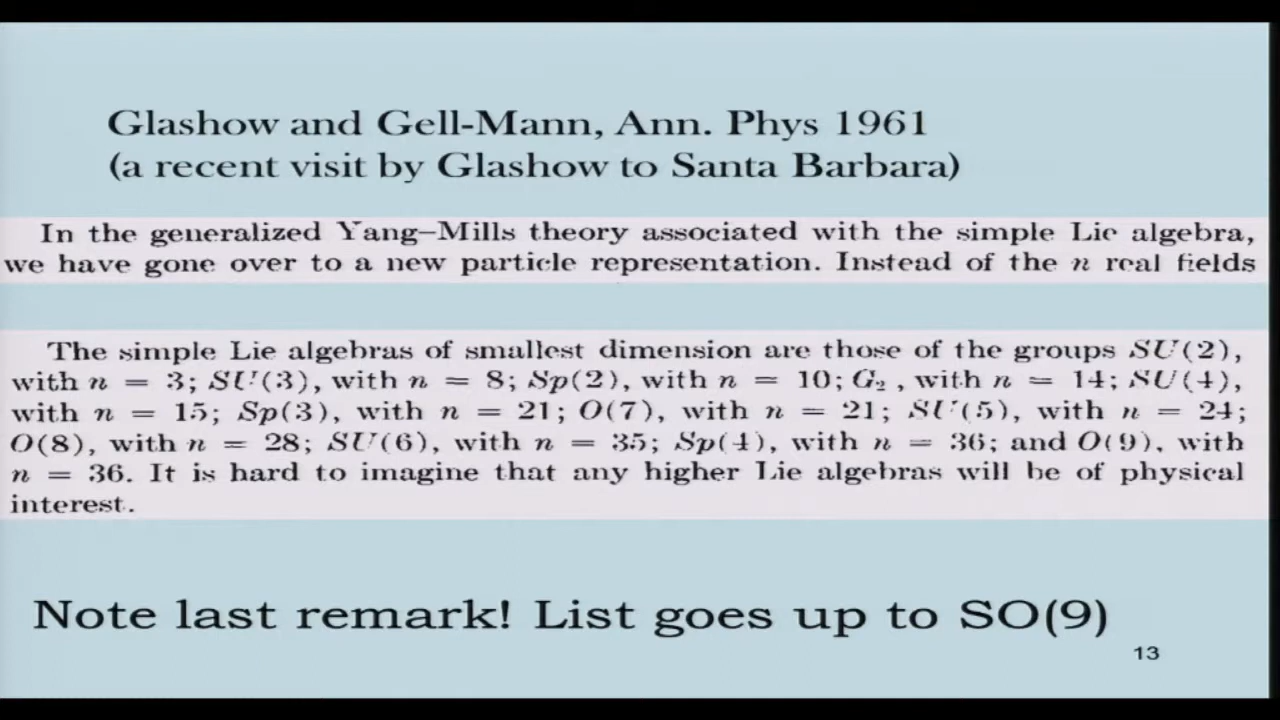 Glashow and Gell-Mann, Ann. Phys 1961
(a recent visit by Glashow to Santa Barbara)
In the generalized Yang–Mills theory associated with the simple Lie algebra,
we have gone over to a new particle representation. Instead of the n real fields
The simple Lie algebras of smallest dimension are those of the groups SU(2),
with n = 3; SU(3), with n = 8; Sp(2), with n = 10; G₂, with n = 14; SU(4),
with n = 15; Sp(3), with n = 21; O(7), with n = 21; SU(5), with n = 24;
O(8), with n = 28; SU(6), with n = 35; Sp(4), with n = 36; and O(9), with
n = 36. It is hard to imagine that any higher Lie algebras will be of physical
interest.
Note last remark! List goes up to SO(9)
13